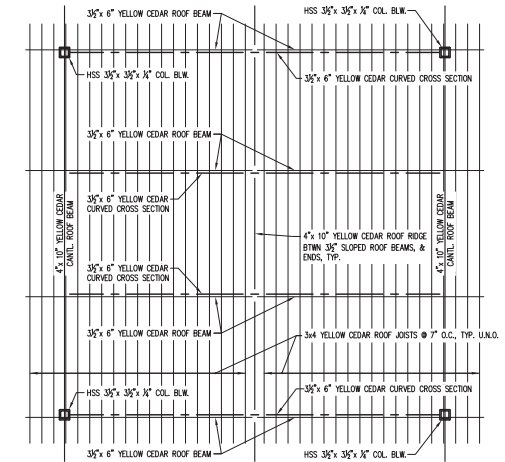 3½"x 6" YELLOW CEDAR ROOF BEAM
HSS 3½"x 3½"x ¼" COL. BLW.
HSS 3½"x 3½"x ¼" COL. BLW.
3½"x 6" YELLOW CEDAR CURVED CROSS SECTION
3½"x 6" YELLOW CEDAR ROOF BEAM
4"x 10" YELLOW CEDAR
CANTL. ROOF BEAM
3½"x 6" YELLOW CEDAR
CURVED CROSS SECTION
4"x 10" YELLOW CEDAR ROOF RIDGE
BTWN 3½" SLOPED ROOF BEAMS, &
ENDS, TYP.
4"x 10" YELLOW CEDAR
CANTL. ROOF BEAM
3½"x 6" YELLOW CEDAR
CURVED CROSS SECTION
3½"x 6" YELLOW CEDAR ROOF BEAM
3x4 YELLOW CEDAR ROOF JOISTS @ 7" O.C., TYP. U.N.O.
HSS 3½"x 3½"x ¼" COL. BLW.
3½"x 6" YELLOW CEDAR CURVED CROSS SECTION
3½"x 6" YELLOW CEDAR ROOF BEAM
HSS 3½"x 3½"x ¼" COL. BLW.